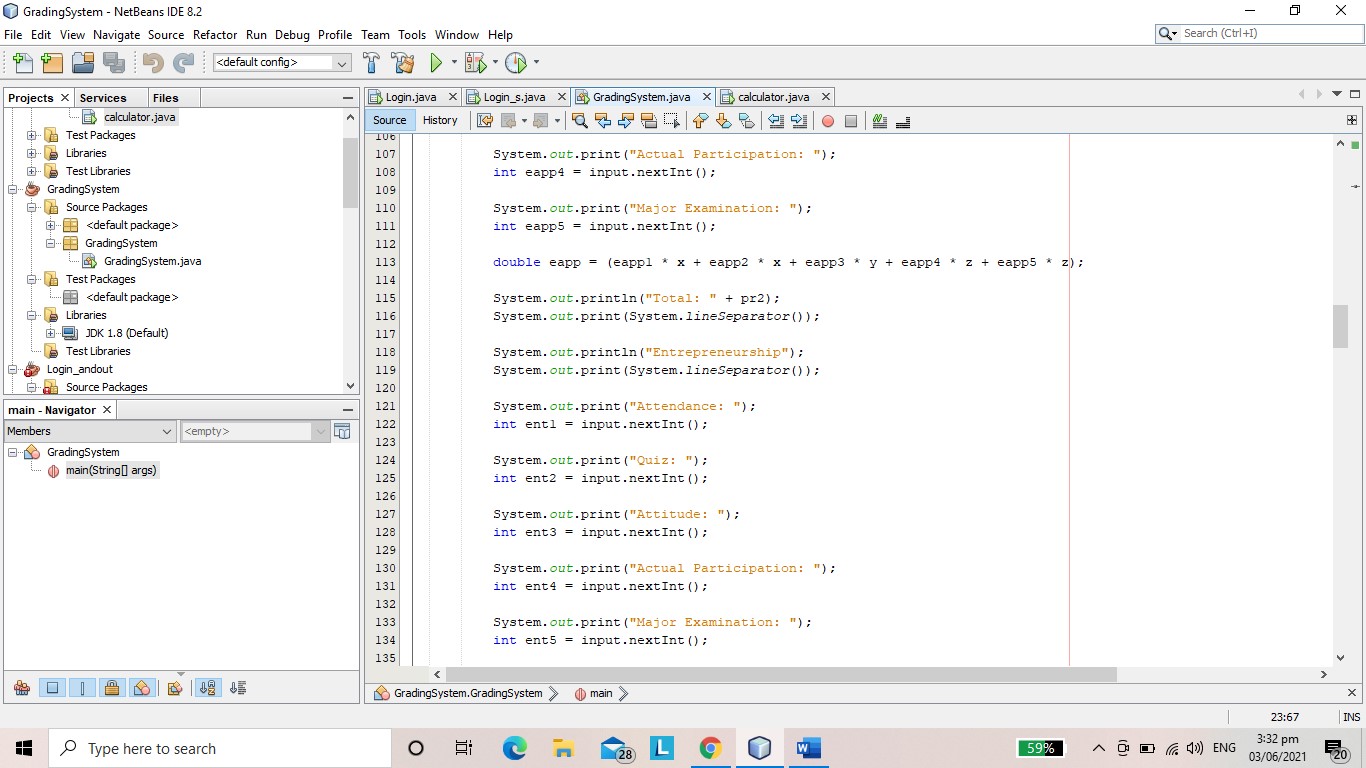 GradingSystem - NetBeans IDE 8.2
File Edit View Navigate Source Refactor Run Debug Profile Team Tools Window Help
Search (Ctrl+I)
<default config>
Projects Services Files
calculator.java
Test Packages
Libraries
Test Libraries
GradingSystem
Source Packages
<default package>
GradingSystem
GradingSystem.java
Test Packages
<default package>
Libraries
JDK 1.8 (Default)
Test Libraries
Login_andout
Source Packages
main - Navigator
Members <empty>
GradingSystem
main(String[] args)
Login.java Login_s.java GradingSystem.java calculator.java
Source History
106
107 System.out.print("Actual Participation: ");
108 int eapp4 = input.nextInt();
109
110 System.out.print("Major Examination: ");
111 int eapp5 = input.nextInt();
112
113 double eapp = (eapp1 * x + eapp2 * x + eapp3 * y + eapp4 * z + eapp5 * z);
114
115 System.out.println("Total: " + pr2);
116 System.out.print(System.lineSeparator());
117
118 System.out.println("Entrepreneurship");
119 System.out.print(System.lineSeparator());
120
121 System.out.print("Attendance: ");
122 int ent1 = input.nextInt();
123
124 System.out.print("Quiz: ");
125 int ent2 = input.nextInt();
126
127 System.out.print("Attitude: ");
128 int ent3 = input.nextInt();
129
130 System.out.print("Actual Participation: ");
131 int ent4 = input.nextInt();
132
133 System.out.print("Major Examination: ");
134 int ent5 = input.nextInt();
135
GradingSystem.GradingSystem main
23:67 INS
Type here to search
28
L
W
59%
ENG
3:32 pm
03/06/2021
20